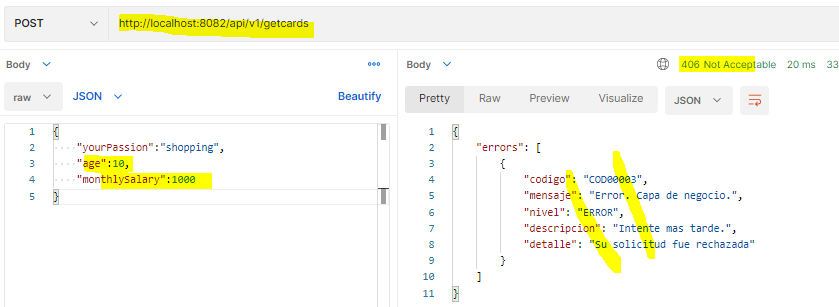 POST http://localhost:8082/api/v1/getcards
Body
raw JSON Beautify
1 {
2 "yourPassion":"shopping",
3 "age":10,
4 "monthlySalary":1000
5 }
Body 406 Not Acceptable 20 ms 33
Pretty Raw Preview Visualize JSON
1 {
2 "errors": [
3 {
4 "codigo": "COD00003",
5 "mensaje": "Error. Capa de negocio.",
6 "nivel": "ERROR",
7 "descripcion": "Intente mas tarde.",
8 "detalle": "Su solicitud fue rechazada"
9 }
10 ]
11 }